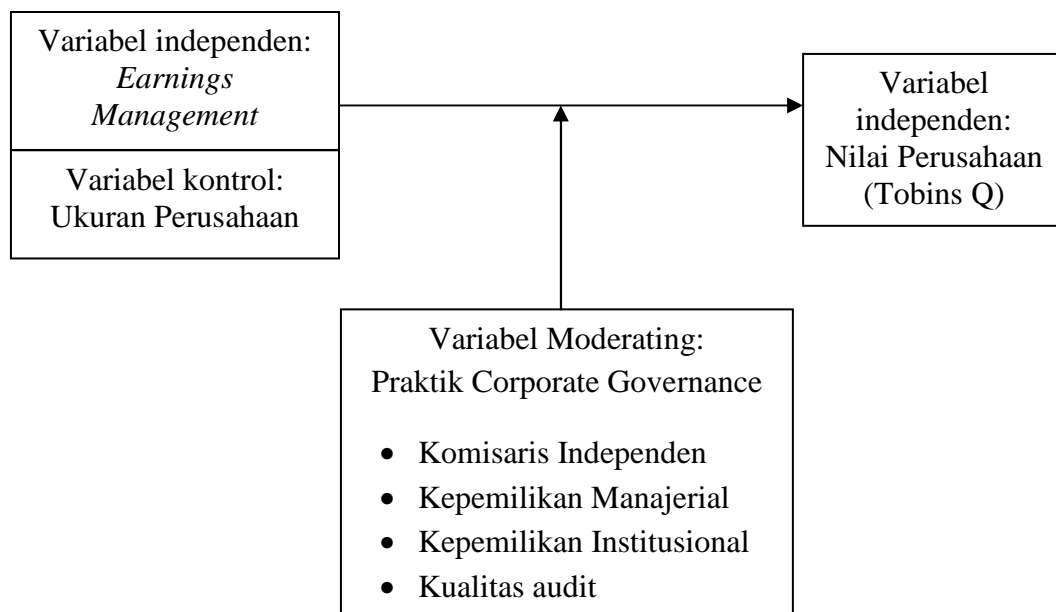 Variabel independen:
Earnings
Management
Variabel kontrol:
Ukuran Perusahaan
Variabel
independen:
Nilai Perusahaan
(Tobins Q)
Variabel Moderating:
Praktik Corporate Governance
• Komisaris Independen
• Kepemilikan Manajerial
• Kepemilikan Institusional
• Kualitas audit